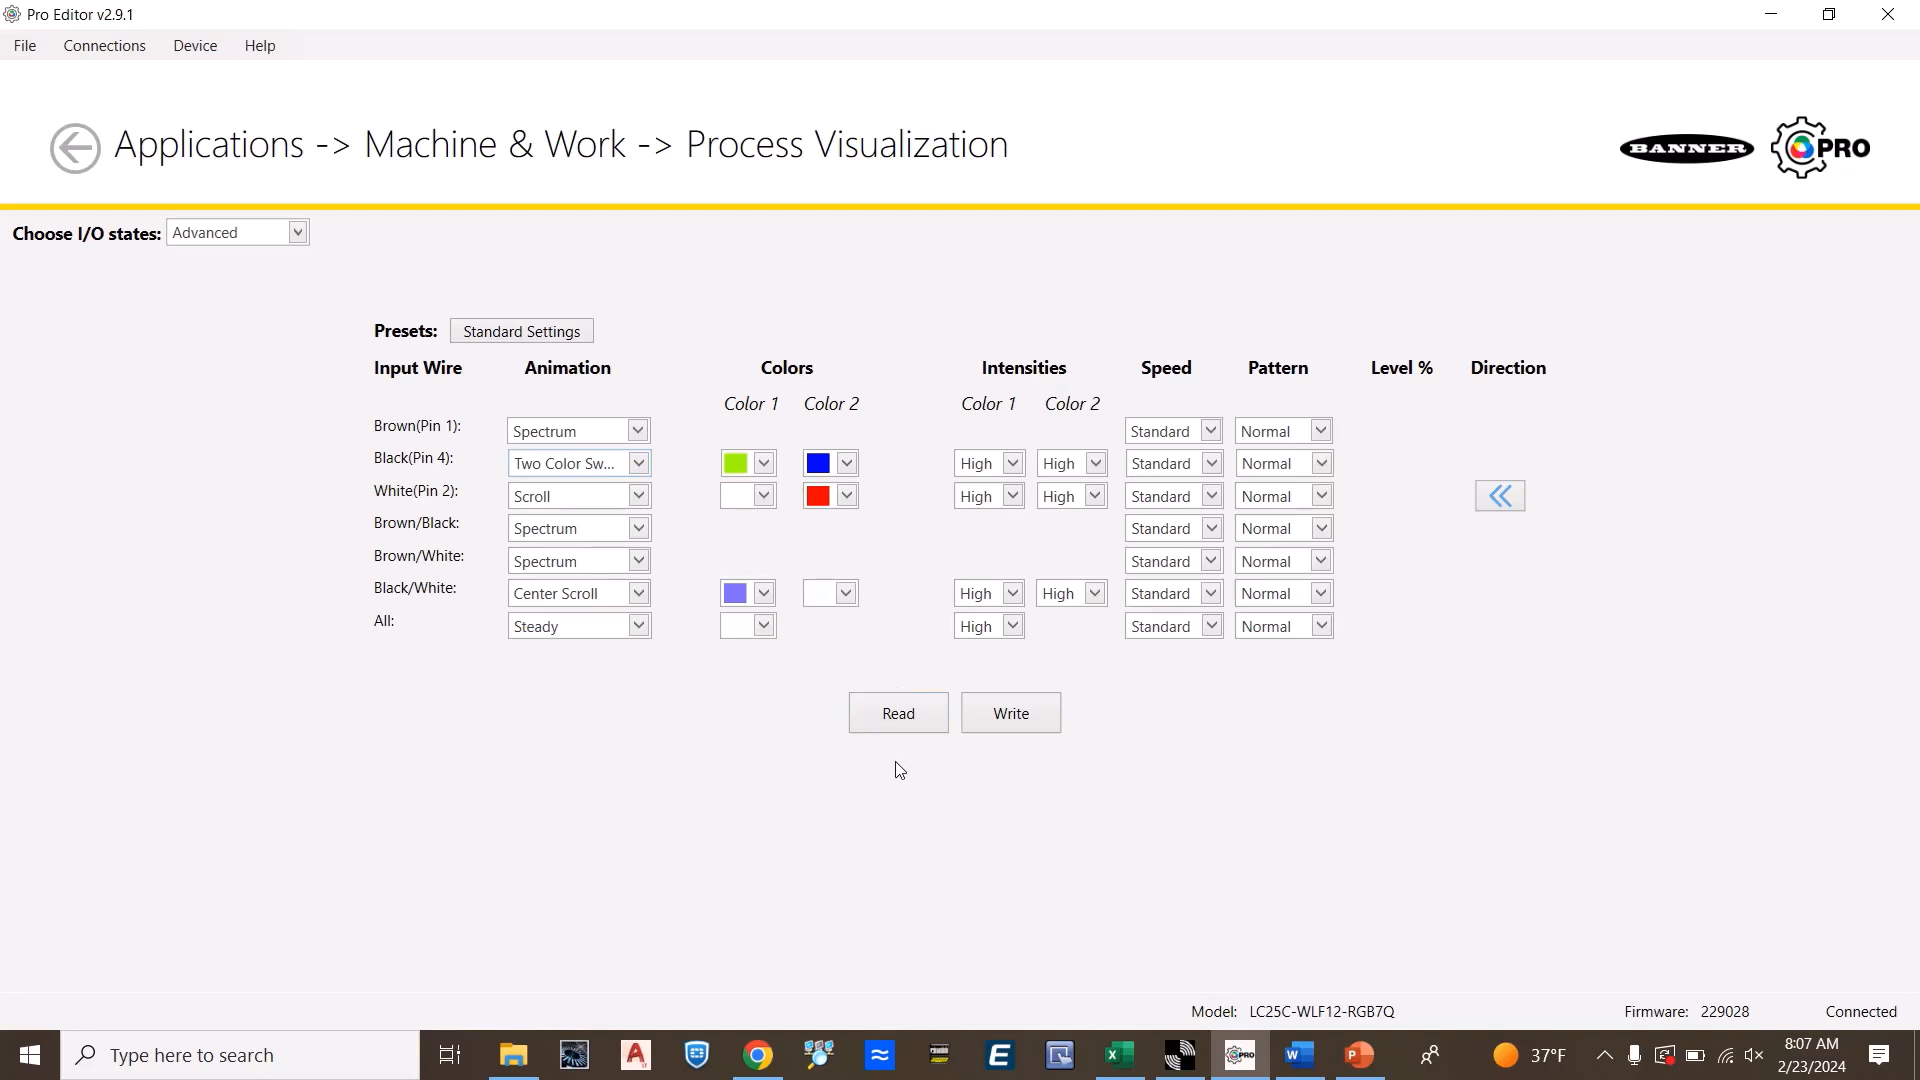 Pro Editor v2.9.1
File Connections Device Help
Applications -> Machine & Work -> Process Visualization
BANNER PRO
Choose I/O states: Advanced
Presets: Standard Settings
Input Wire Animation Colors Intensities Speed Pattern Level % Direction
Color 1 Color 2 Color 1 Color 2
Brown(Pin 1): Spectrum Standard Normal
Black(Pin 4): Two Color Sw... High High Standard Normal
White(Pin 2): Scroll High High Standard Normal
Brown/Black: Spectrum Standard Normal
Brown/White: Spectrum Standard Normal
Black/White: Center Scroll High High Standard Normal
All: Steady High Standard Normal
Read Write
Model: LC25C-WLF12-RGB7Q Firmware: 229028 Connected
Type here to search 37°F 8:07 AM
2/23/2024